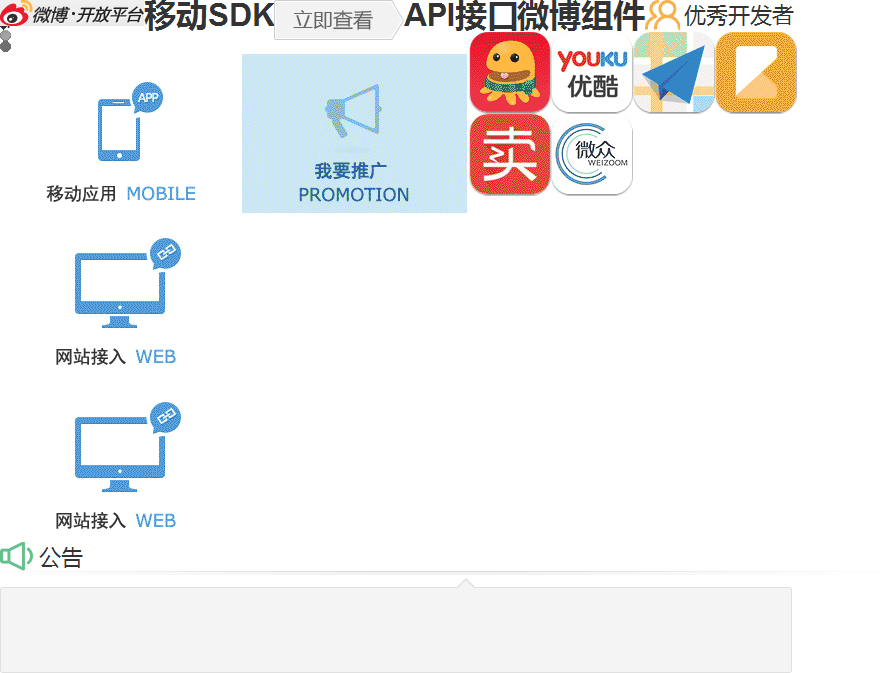 微博·开放平台 移动SDK 立即查看 API接口微博组件 优秀开发者
YOUKU
优酷
APP
移动应用 MOBILE
我要推广
PROMOTION
卖
微众
WEIZOOM
网站接入 WEB
网站接入 WEB
公告